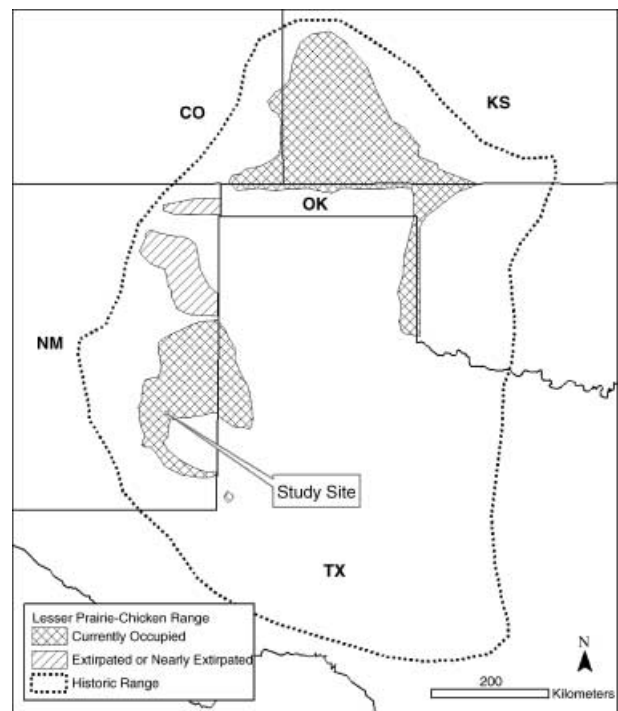 CO
KS
OK
NM
Study Site
TX
Lesser Prairie-Chicken Range
Currently Occupied
Extirpated or Nearly Extirpated
Historic Range
N
200
Kilometers